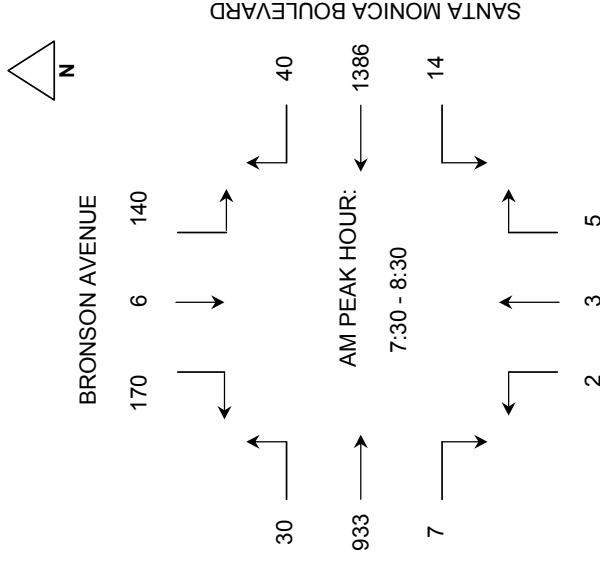 SANTA MONICA BOULEVARD
N
BRONSON AVENUE
170 6 140
30 40
933 AM PEAK HOUR: 1386
7:30 - 8:30
7 14
2 3 5